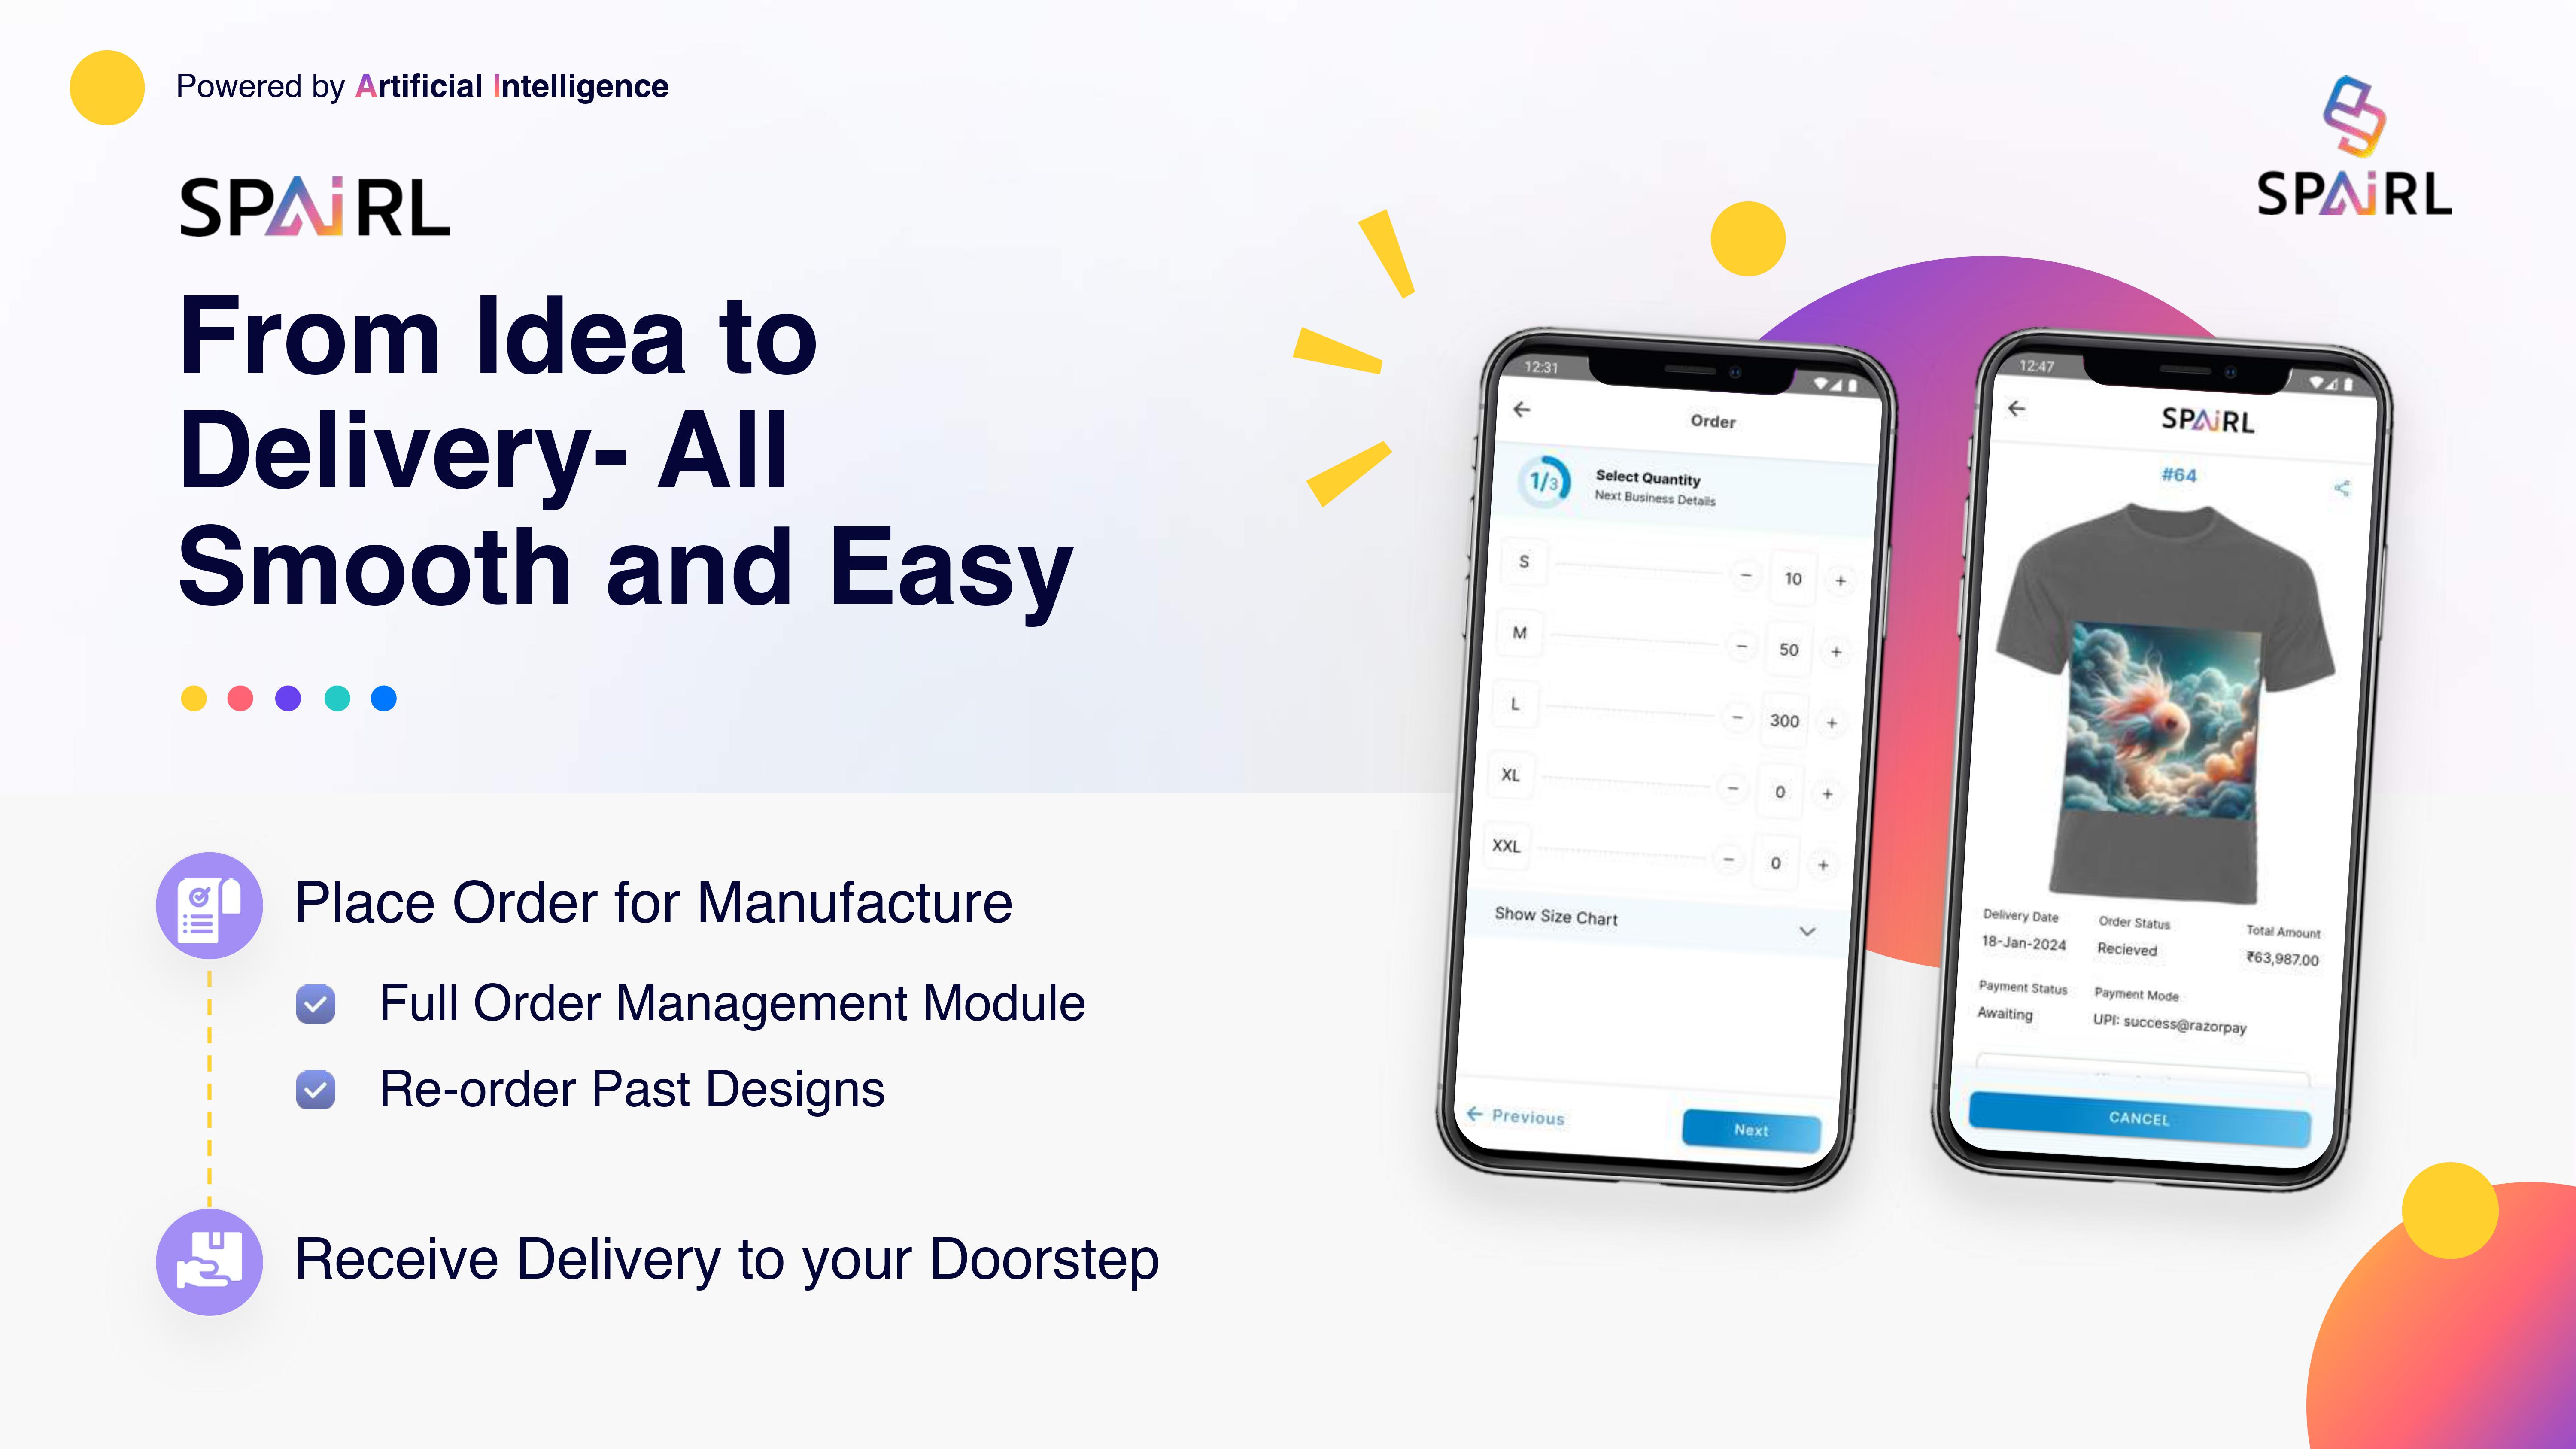 Powered by Artificial Intelligence
SPAiRL
SPAiRL
From Idea to
Delivery- All
Smooth and Easy
Place Order for Manufacture
Full Order Management Module
Re-order Past Designs
Receive Delivery to your Doorstep
12:31
Order
1/3
Select Quantity
Next Business Details
S - 10 +
M - 50 +
L - 300 +
XL - 0 +
XXL - 0 +
Show Size Chart
Previous Next
12:47
SPAiRL
#64
Delivery Date Order Status Total Amount
18-Jan-2024 Recieved ₹63,987.00
Payment Status Payment Mode
Awaiting UPI: success@razorpay
CANCEL